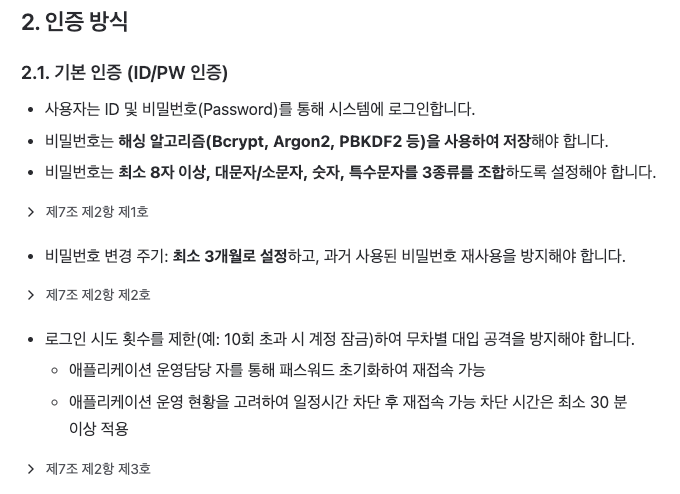 2. 인증 방식
2.1. 기본 인증 (ID/PW 인증)
• 사용자는 ID 및 비밀번호(Password)를 통해 시스템에 로그인합니다.
• 비밀번호는 해싱 알고리즘(Bcrypt, Argon2, PBKDF2 등)을 사용하여 저장해야 합니다.
• 비밀번호는 최소 8자 이상, 대문자/소문자, 숫자, 특수문자를 3종류를 조합하도록 설정해야 합니다.
> 제7조 제2항 제1호
• 비밀번호 변경 주기: 최소 3개월로 설정하고, 과거 사용된 비밀번호 재사용을 방지해야 합니다.
> 제7조 제2항 제2호
• 로그인 시도 횟수를 제한(예: 10회 초과 시 계정 잠금)하여 무차별 대입 공격을 방지해야 합니다.
◦ 애플리케이션 운영담당 자를 통해 패스워드 초기화하여 재접속 가능
◦ 애플리케이션 운영 현황을 고려하여 일정시간 차단 후 재접속 가능 차단 시간은 최소 30 분
이상 적용
> 제7조 제2항 제3호